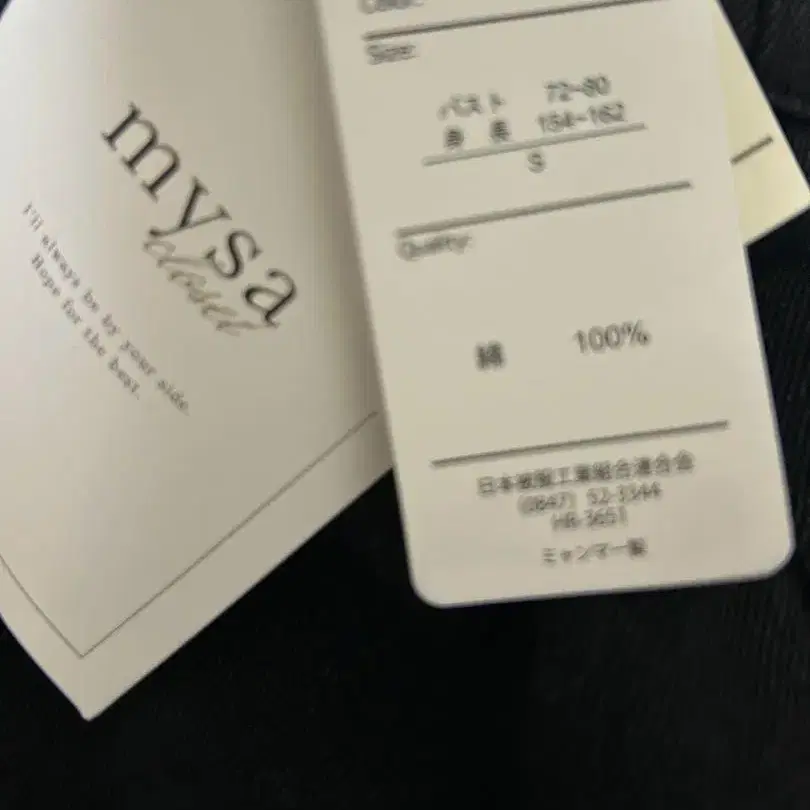 mysa
closet
I'll always be by your side.
Hope for the best.
Size:
バスト 72-80
身 長 154-162
S
Quality:
綿 100%
日本被服工業組合連合会
(0847) 52-3344
HR-3651
ミャンマー製